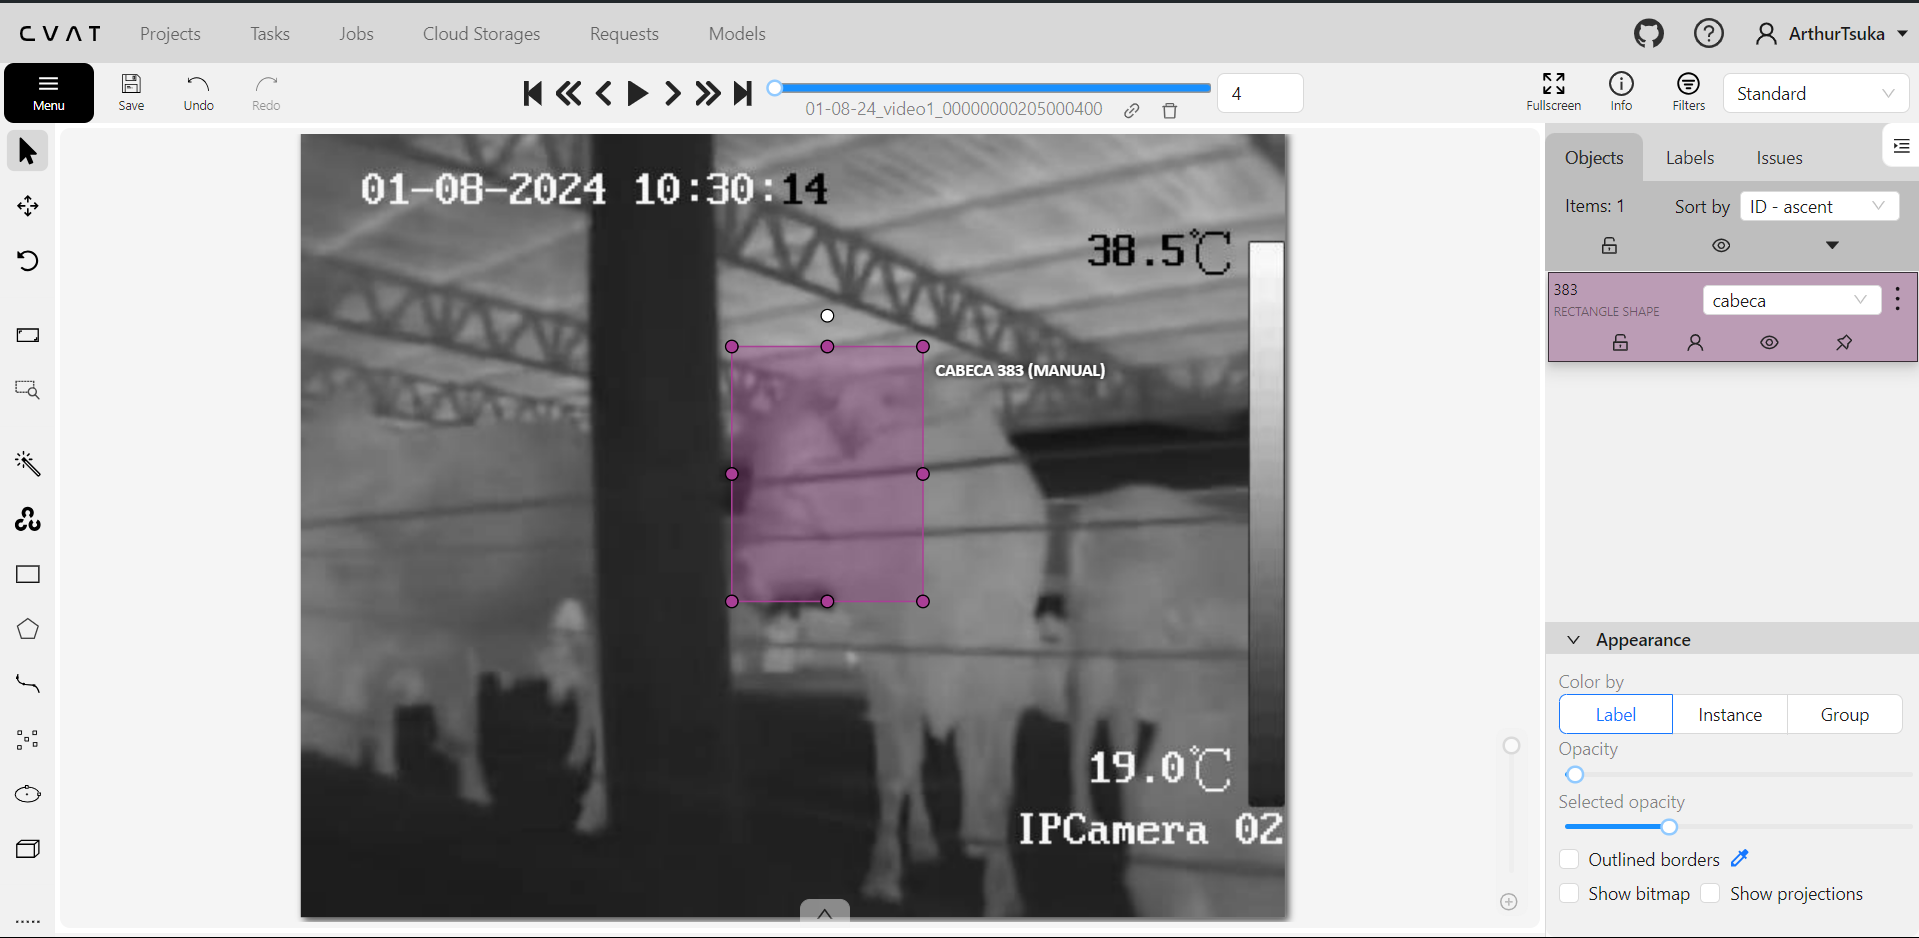 CVAT Projects Tasks Jobs Cloud Storages Requests Models ArthurTsuka
Menu Save Undo Redo 4 Fullscreen Info Filters Standard
01-08-24_video1_00000000205000400
Objects Labels Issues
Items: 1 Sort by ID - ascent
383 cabeca
RECTANGLE SHAPE
01-08-2024 10:30:14
38.5℃
CABECA 383 (MANUAL)
19.0℃
IPCamera 02
Appearance
Color by
Label Instance Group
Opacity
Selected opacity
Outlined borders
Show bitmap Show projections